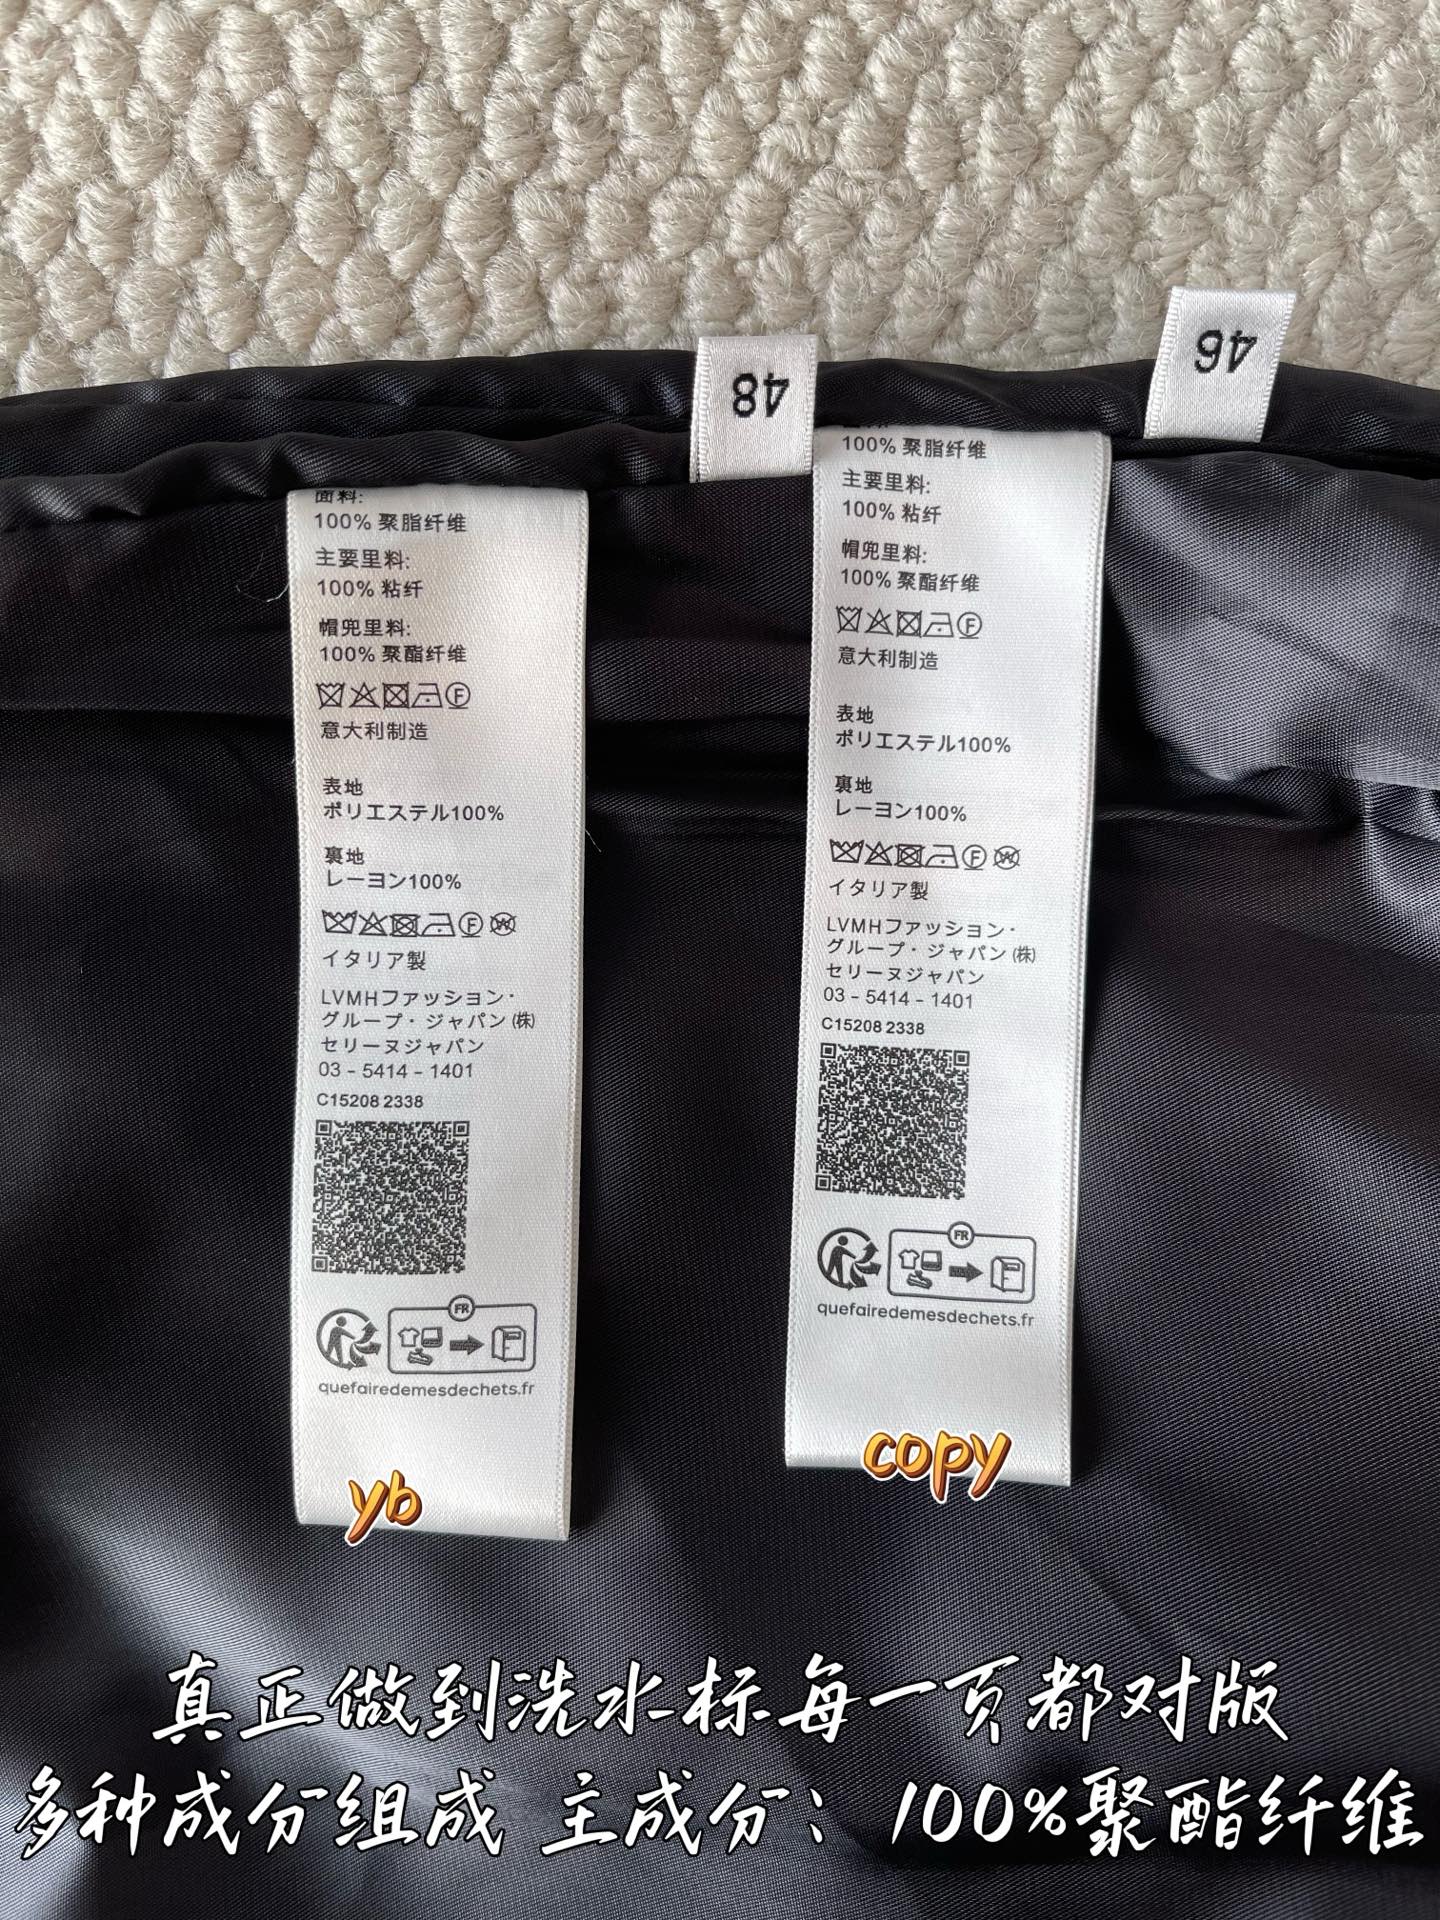 48
46
面料:
100% 聚脂纤维
主要里料:
100% 粘纤
帽兜里料:
100% 聚酯纤维
F
意大利制造
表地
ポリエステル100%
裏地
レーヨン100%
F W
イタリア製
LVMHファッション・
グループ・ジャパン(株)
セリーヌジャパン
03 - 5414 - 1401
C15208 2338
FR
quefairedemesdechets.fr
yb
100% 聚脂纤维
主要里料:
100% 粘纤
帽兜里料:
100% 聚酯纤维
F
意大利制造
表地
ポリエステル100%
裏地
レーヨン100%
F W
イタリア製
LVMHファッション・
グループ・ジャパン(株)
セリーヌジャパン
03 - 5414 - 1401
C15208 2338
FR
quefairedemesdechets.fr
copy
真正做到洗水标每一页都对版
多种成分组成 主成分：100%聚酯纤维